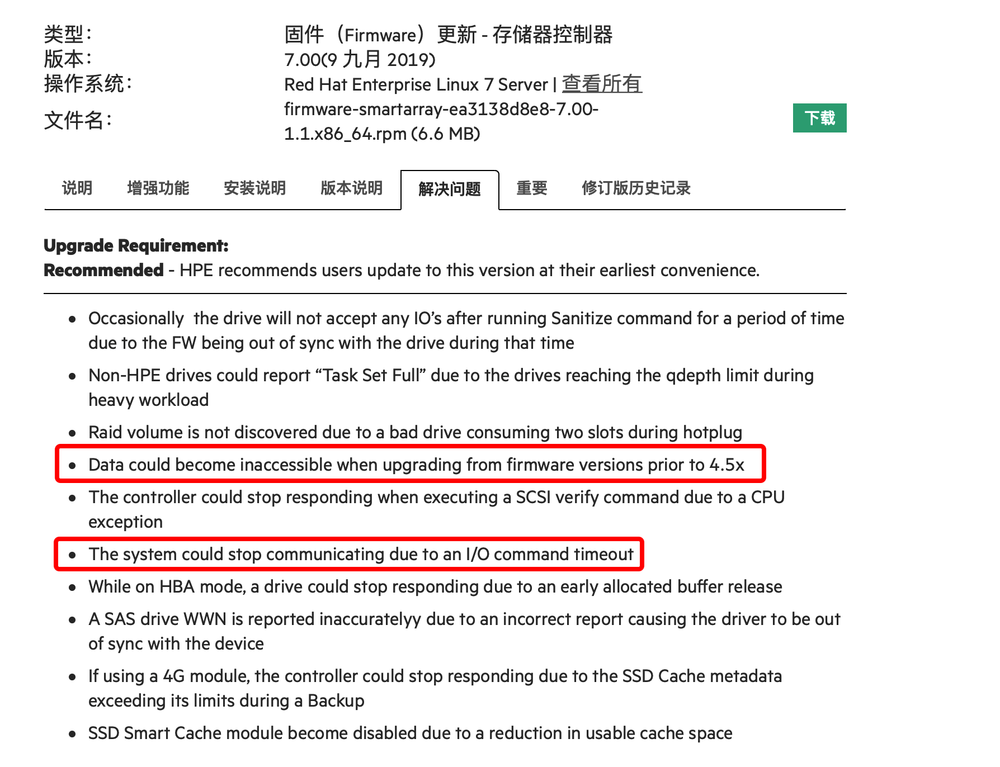 类型：
固件（Firmware）更新 - 存储器控制器
版本：
7.00(9 九月 2019)
操作系统：
Red Hat Enterprise Linux 7 Server | 查看所有
文件名：
firmware-smartarray-ea3138d8e8-7.00-
1.1.x86_64.rpm (6.6 MB)
下载
说明 增强功能 安装说明 版本说明 解决问题 重要 修订版历史记录
Upgrade Requirement:
Recommended - HPE recommends users update to this version at their earliest convenience.
• Occasionally  the drive will not accept any IO’s after running Sanitize command for a period of time
due to the FW being out of sync with the drive during that time
• Non-HPE drives could report “Task Set Full” due to the drives reaching the qdepth limit during
heavy workload
• Raid volume is not discovered due to a bad drive consuming two slots during hotplug
• Data could become inaccessible when upgrading from firmware versions prior to 4.5x
• The controller could stop responding when executing a SCSI verify command due to a CPU
exception
• The system could stop communicating due to an I/O command timeout
• While on HBA mode, a drive could stop responding due to an early allocated buffer release
• A SAS drive WWN is reported inaccuratelyy due to an incorrect report causing the driver to be out
of sync with the device
• If using a 4G module, the controller could stop responding due to the SSD Cache metadata
exceeding its limits during a Backup
• SSD Smart Cache module become disabled due to a reduction in usable cache space